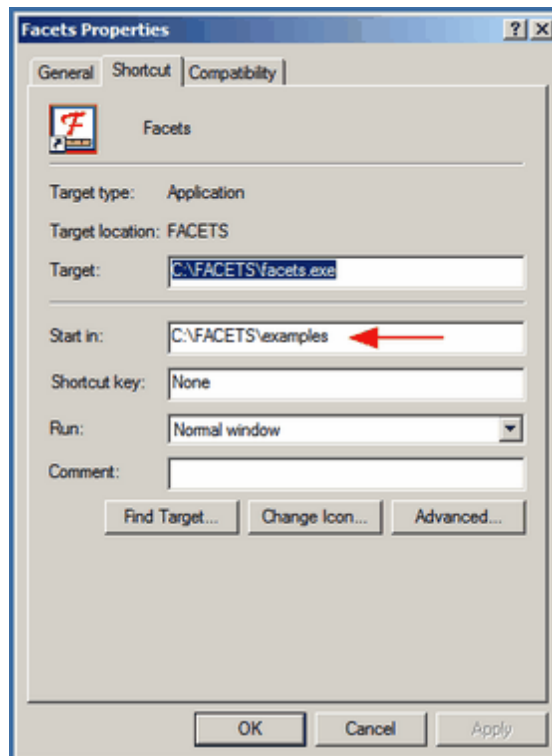 Facets Properties
General Shortcut Compatibility
F
Facets
Target type: Application
Target location: FACETS
Target: C:\FACETS\facets.exe
Start in: C:\FACETS\examples
Shortcut key: None
Run: Normal window
Comment:
Find Target... Change Icon... Advanced...
OK Cancel Apply